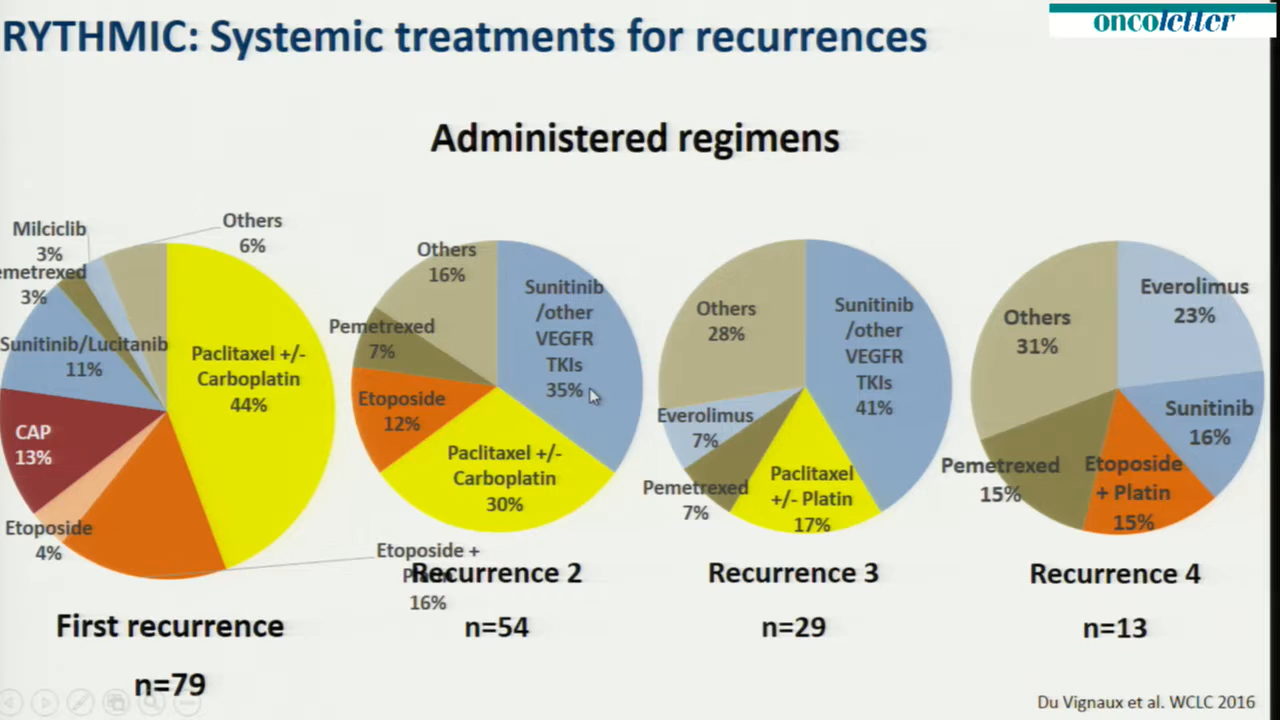 RYTHMIC: Systemic treatments for recurrences
oncoletter
Administered regimens
Milciclib
3%
Others
6%
emetrexed
3%
Sunitinib/Lucitanib
11%
CAP
13%
Etoposide
4%
Paclitaxel +/-
Carboplatin
44%
Etoposide +
16%
First recurrence
n=79
Others
16%
Pemetrexed
7%
Etoposide
12%
Sunitinib
/other
VEGFR
TKIs
35%
Paclitaxel +/-
Carboplatin
30%
Recurrence 2
n=54
Others
28%
Everolimus
7%
Pemetrexed
7%
Sunitinib
/other
VEGFR
TKIs
41%
Paclitaxel
+/- Platin
17%
Recurrence 3
n=29
Others
31%
Pemetrexed
15%
Everolimus
23%
Sunitinib
16%
Etoposide
+ Platin
15%
Recurrence 4
n=13
Du Vignaux et al. WCLC 2016